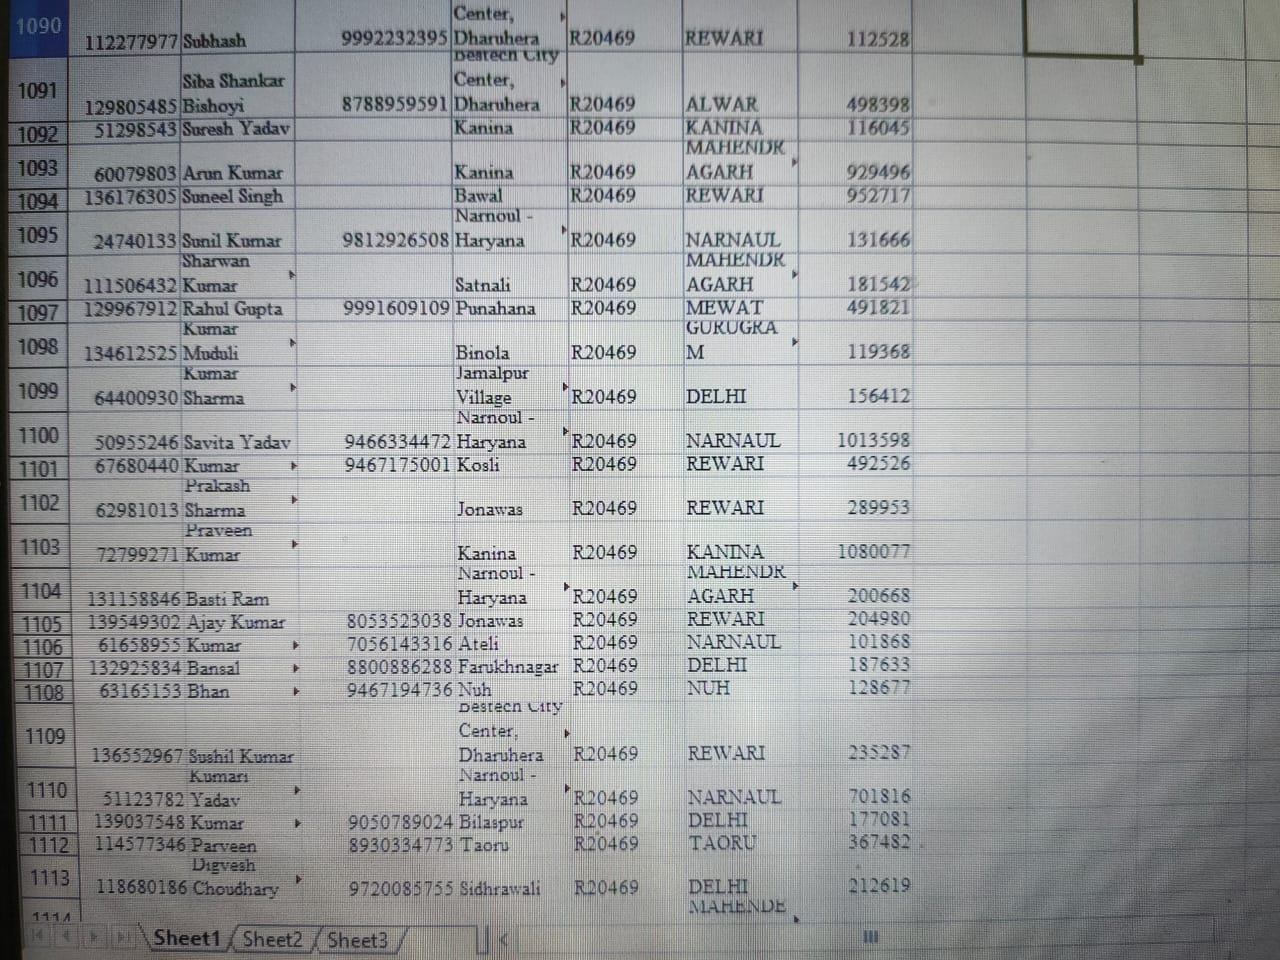 1090 112277977 Subhash 9992232395 Center, Dharuhera R20469 REWARI 112528
1091 129805485 Siba Shankar Bishoyi 8788959591 Bestech City Center, Dharuhera R20469 ALWAR 498398
1092 51298543 Suresh Yadav Kanina R20469 KANINA 116045
1093 60079803 Arun Kumar Kanina R20469 MAHENDR AGARH 929496
1094 136176305 Suneel Singh Bawal R20469 REWARI 952717
1095 24740133 Sunil Kumar 9812926508 Narnoul - Haryana R20469 NARNAUL 131666
1096 111506432 Sharwan Kumar Satnali R20469 MAHENDR AGARH 181542
1097 129967912 Rahul Gupta 9991609109 Punahana R20469 MEWAT 491821
1098 134612525 Kumar Muduli Binola R20469 GURUGRA M 119368
1099 64400930 Kumar Sharma Jamalpur Village R20469 DELHI 156412
1100 50955246 Savita Yadav 9466334472 Narnoul - Haryana R20469 NARNAUL 1013598
1101 67680440 Kumar 9467175001 Kosli R20469 REWARI 492526
1102 62981013 Prakash Sharma Jonawas R20469 REWARI 289953
1103 72799271 Praveen Kumar Kanina R20469 KANINA 1080077
1104 131158846 Basti Ram Narnoul - Haryana R20469 MAHENDR AGARH 200668
1105 139549302 Ajay Kumar 8053523038 Jonawas R20469 REWARI 204980
1106 61658955 Kumar 7056143316 Ateli R20469 NARNAUL 101868
1107 132925834 Bansal 8800886288 Farukhnagar R20469 DELHI 187633
1108 63165153 Bhan 9467194736 Nuh R20469 NUH 128677
1109 136552967 Sushil Kumar Bestech City Center, Dharuhera R20469 REWARI 235287
1110 51123782 Kumari Yadav Narnoul - Haryana R20469 NARNAUL 701816
1111 139037548 Kumar 9050789024 Bilaspur R20469 DELHI 177081
1112 114577346 Parveen 8930334773 Taoru R20469 TAORU 367482
1113 118680186 Digvesh Choudhary 9720085755 Sidhrawali R20469 DELHI 212619
1114 MAHENDR
Sheet1 Sheet2 Sheet3